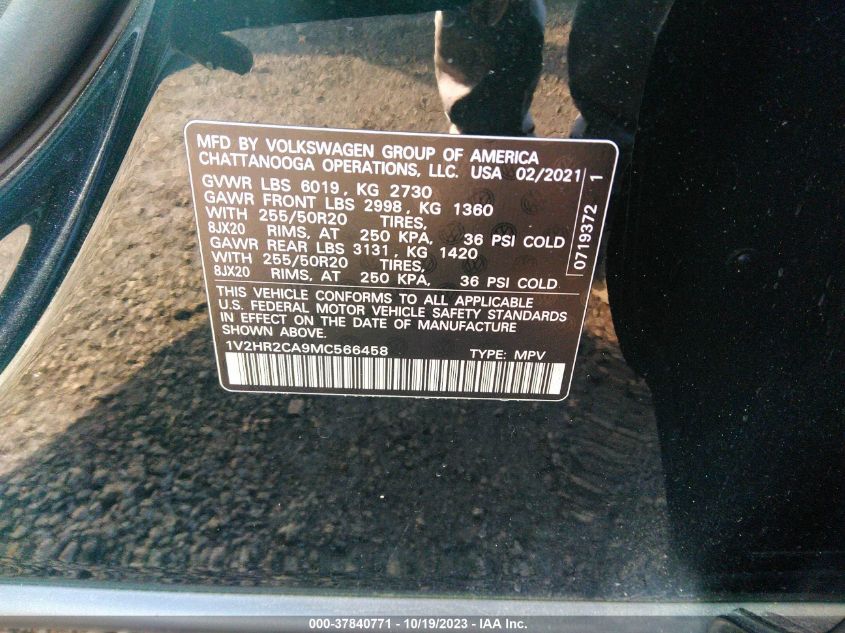 MFD BY VOLKSWAGEN GROUP OF AMERICA
CHATTANOOGA OPERATIONS, LLC. USA 02/2021
GVWR LBS 6019, KG 2730
GAWR FRONT LBS 2998, KG 1360
WITH 255/50R20 TIRES,
8JX20 RIMS, AT 250 KPA, 36 PSI COLD
GAWR REAR LBS 3131, KG 1420
WITH 255/50R20 TIRES,
8JX20 RIMS, AT 250 KPA, 36 PSI COLD
0719372 1
THIS VEHICLE CONFORMS TO ALL APPLICABLE
U.S. FEDERAL MOTOR VEHICLE SAFETY STANDARDS
IN EFFECT ON THE DATE OF MANUFACTURE
SHOWN ABOVE.
1V2HR2CA9MC566458 TYPE: MPV
000-37840771 - 10/19/2023 - IAA Inc.